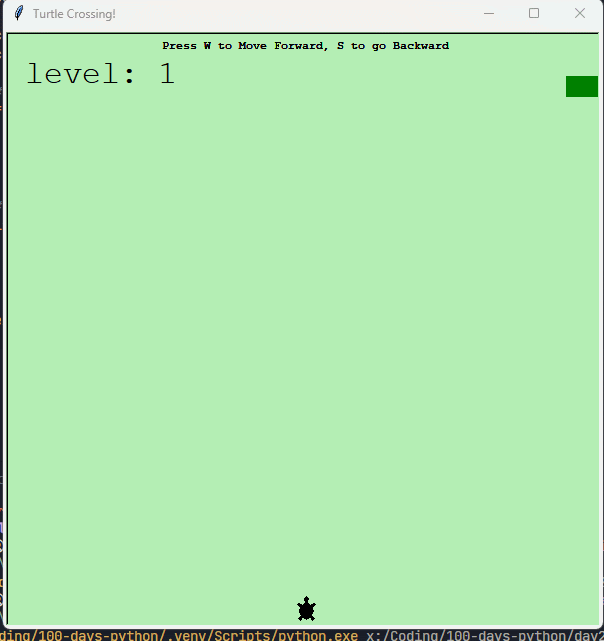 Turtle Crossing!
Press W to Move Forward, S to go Backward
level: 1
ding/100-days-python/.venv/Scripts/python.exe x:/Coding/100-days-python/day2